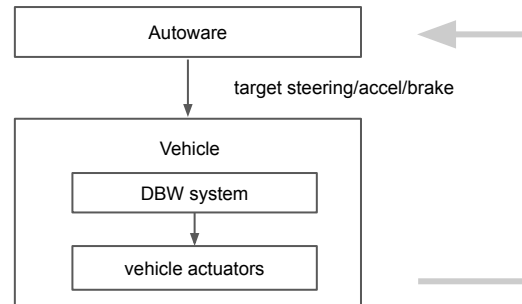 Autoware
target steering/accel/brake
Vehicle
DBW system
vehicle actuators